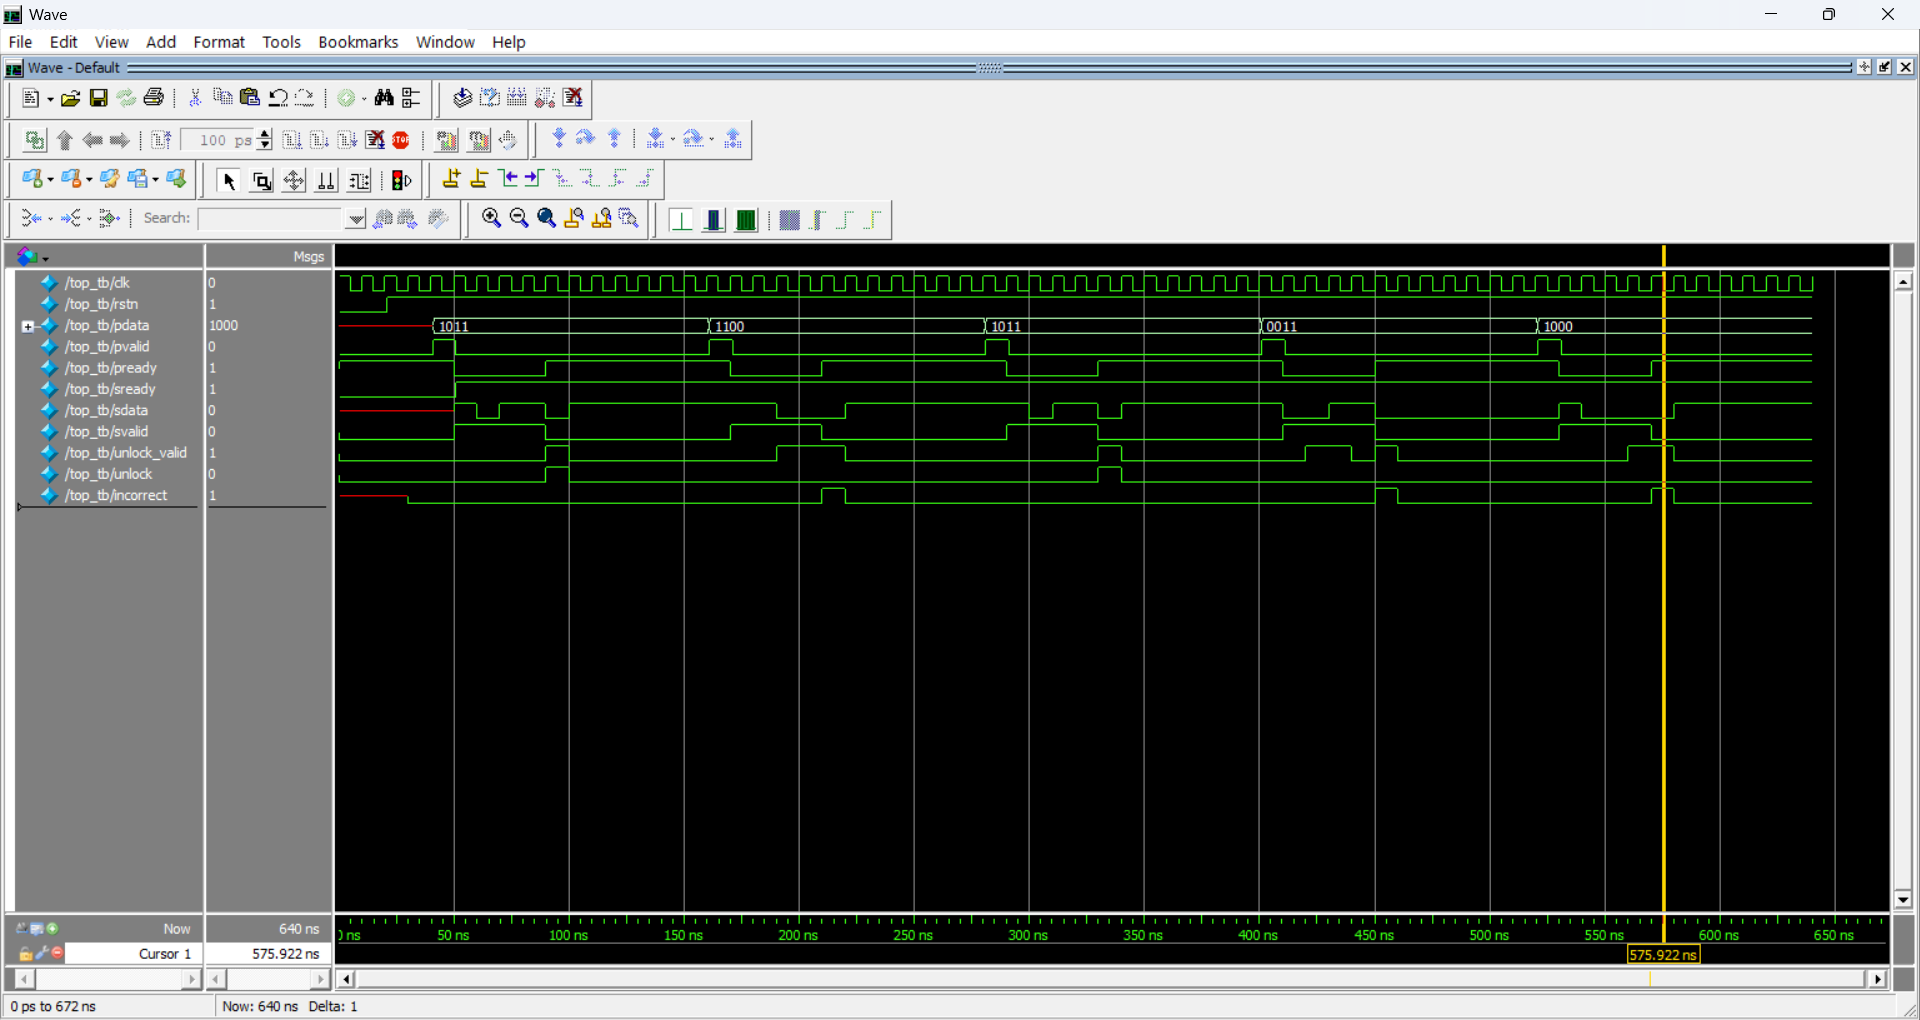 Wave
File Edit View Add Format Tools Bookmarks Window Help
Wave - Default
100 ps
STOP
Search:
Msgs
/top_tb/clk 0
/top_tb/rstn 1
/top_tb/pdata 1000 1011 1100 1011 0011 1000
/top_tb/pvalid 0
/top_tb/pready 1
/top_tb/sready 1
/top_tb/sdata 0
/top_tb/svalid 0
/top_tb/unlock_valid 1
/top_tb/unlock 0
/top_tb/incorrect 1
Now 640 ns
0 ns 50 ns 100 ns 150 ns 200 ns 250 ns 300 ns 350 ns 400 ns 450 ns 500 ns 550 ns 600 ns 650 ns
Cursor 1 575.922 ns 575.922 ns
0 ps to 672 ns Now: 640 ns Delta: 1